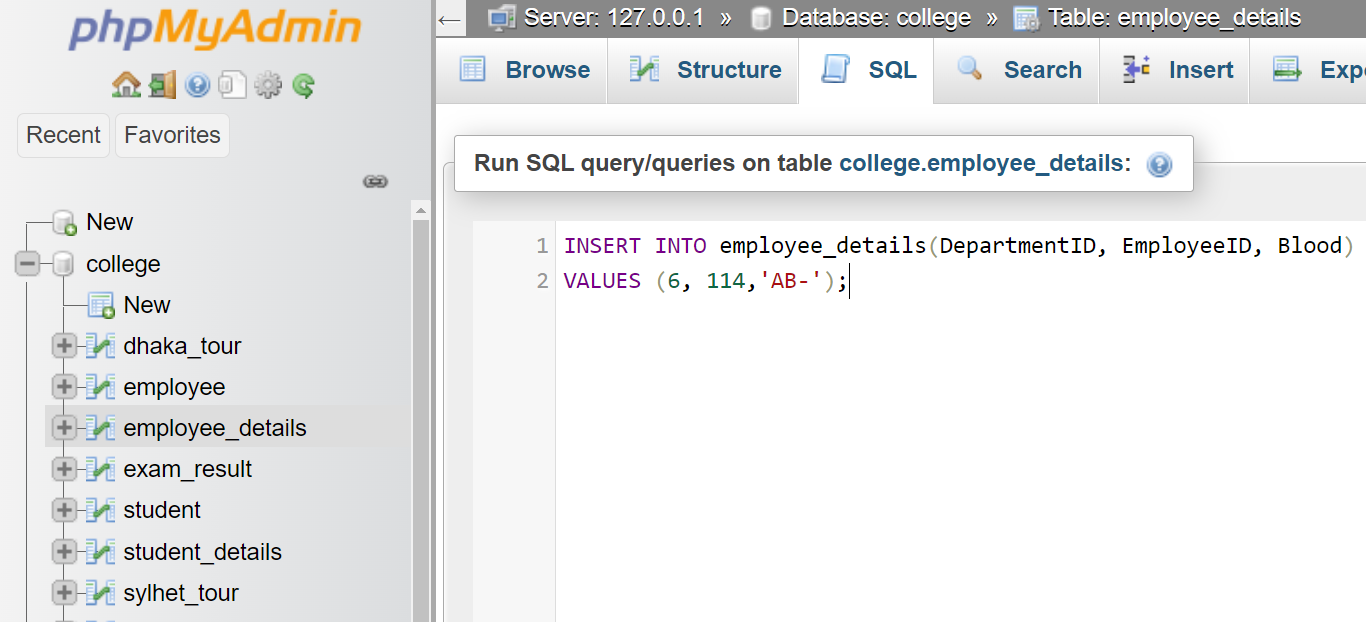 phpMyAdmin
Recent Favorites
New
college
New
dhaka_tour
employee
employee_details
exam_result
student
student_details
sylhet_tour
Server: 127.0.0.1 » Database: college » Table: employee_details
Browse Structure SQL Search Insert
Run SQL query/queries on table college.employee_details:
1 INSERT INTO employee_details(DepartmentID, EmployeeID, Blood)
2 VALUES (6, 114,'AB-');